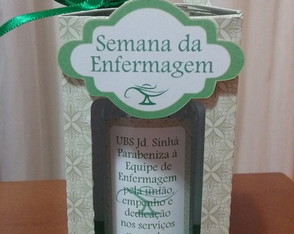 Semana da
Enfermagem
UBS Jd. Sinhá
Parabeniza à
Equipe de
Enfermagem
pela união,
empenho e
dedicação
nos serviços